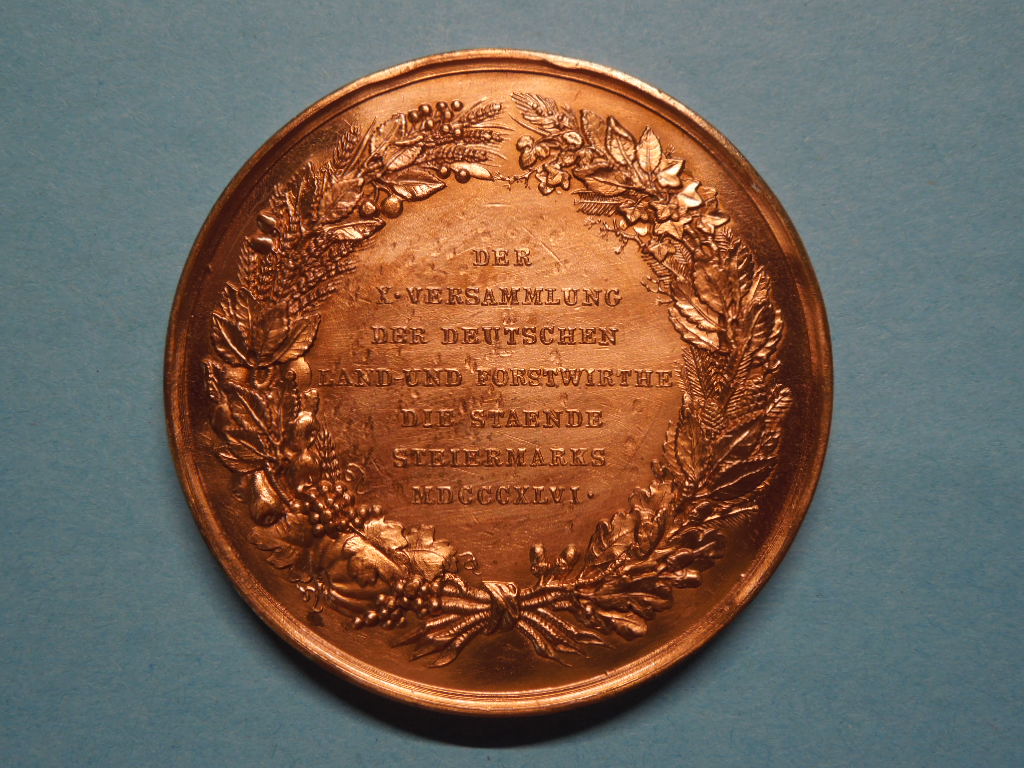 DER
X·VERSAMMLUNG
DER DEUTSCHEN
LAND-UND FORSTWIRTHE
DIE STAENDE
STEIERMARKS
MDCCCXLVI·